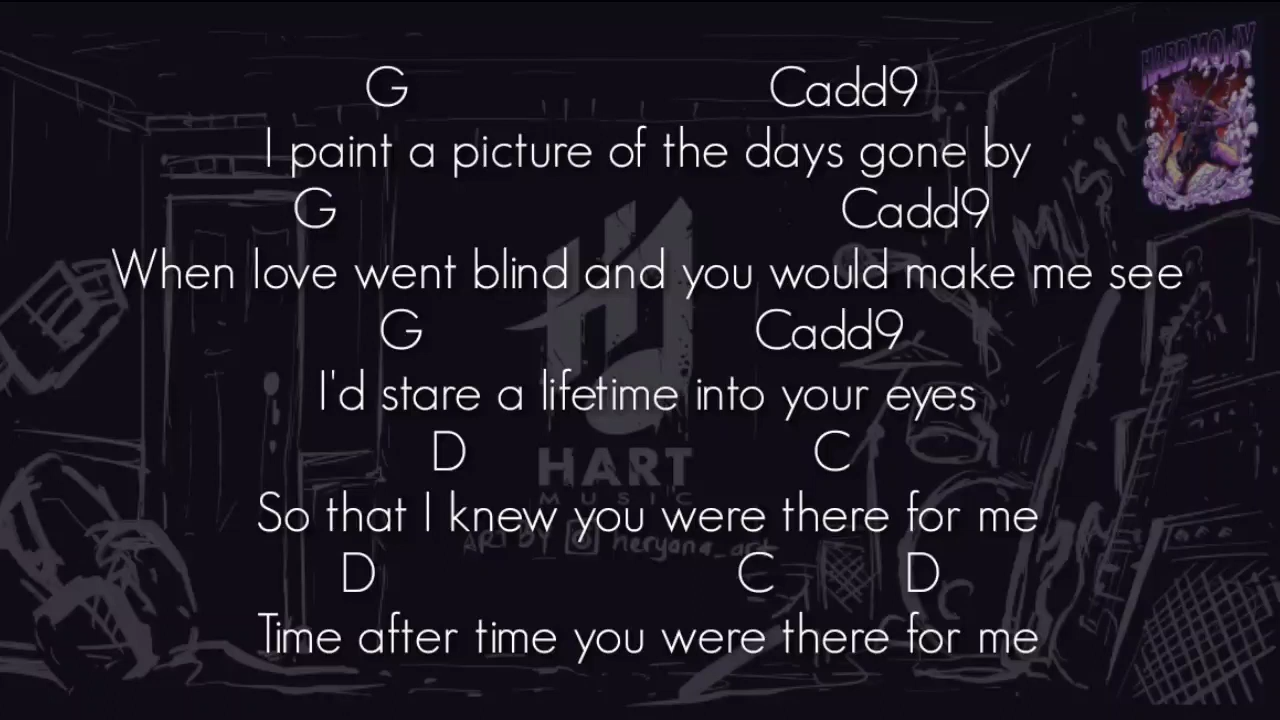 G Cadd9
I paint a picture of the days gone by
G Cadd9
When love went blind and you would make me see
G Cadd9
I'd stare a lifetime into your eyes
D C
So that I knew you were there for me
D C D
Time after time you were there for me
HART
MUSIC
ART BY heryana_art
MUSIC